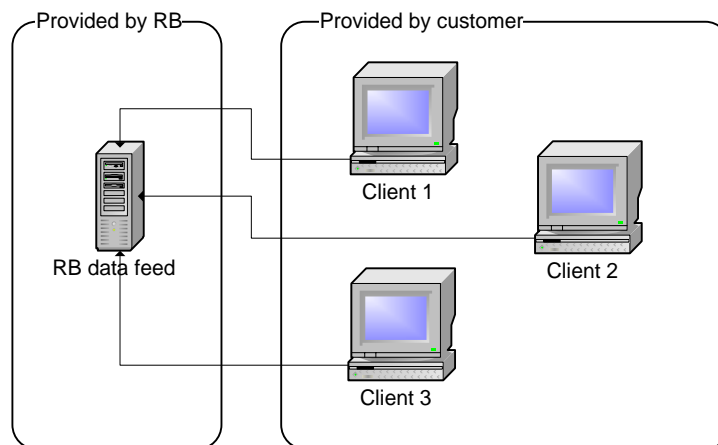 Provided by RB
Provided by customer
Client 1
RB data feed
Client 2
Client 3